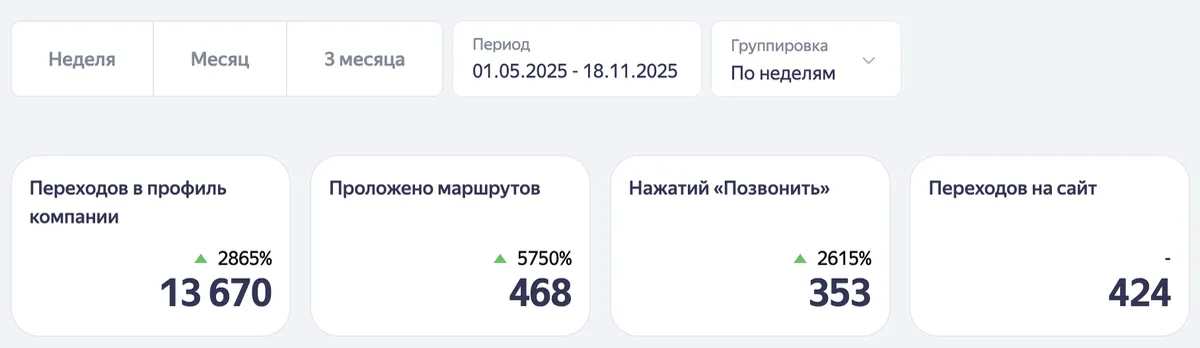 Неделя
Месяц
3 месяца
Период
01.05.2025 - 18.11.2025
Группировка
По неделям
Переходов в профиль
компании
2865%
13 670
Проложено маршрутов
5750%
468
Нажатий «Позвонить»
2615%
353
Переходов на сайт
-
424